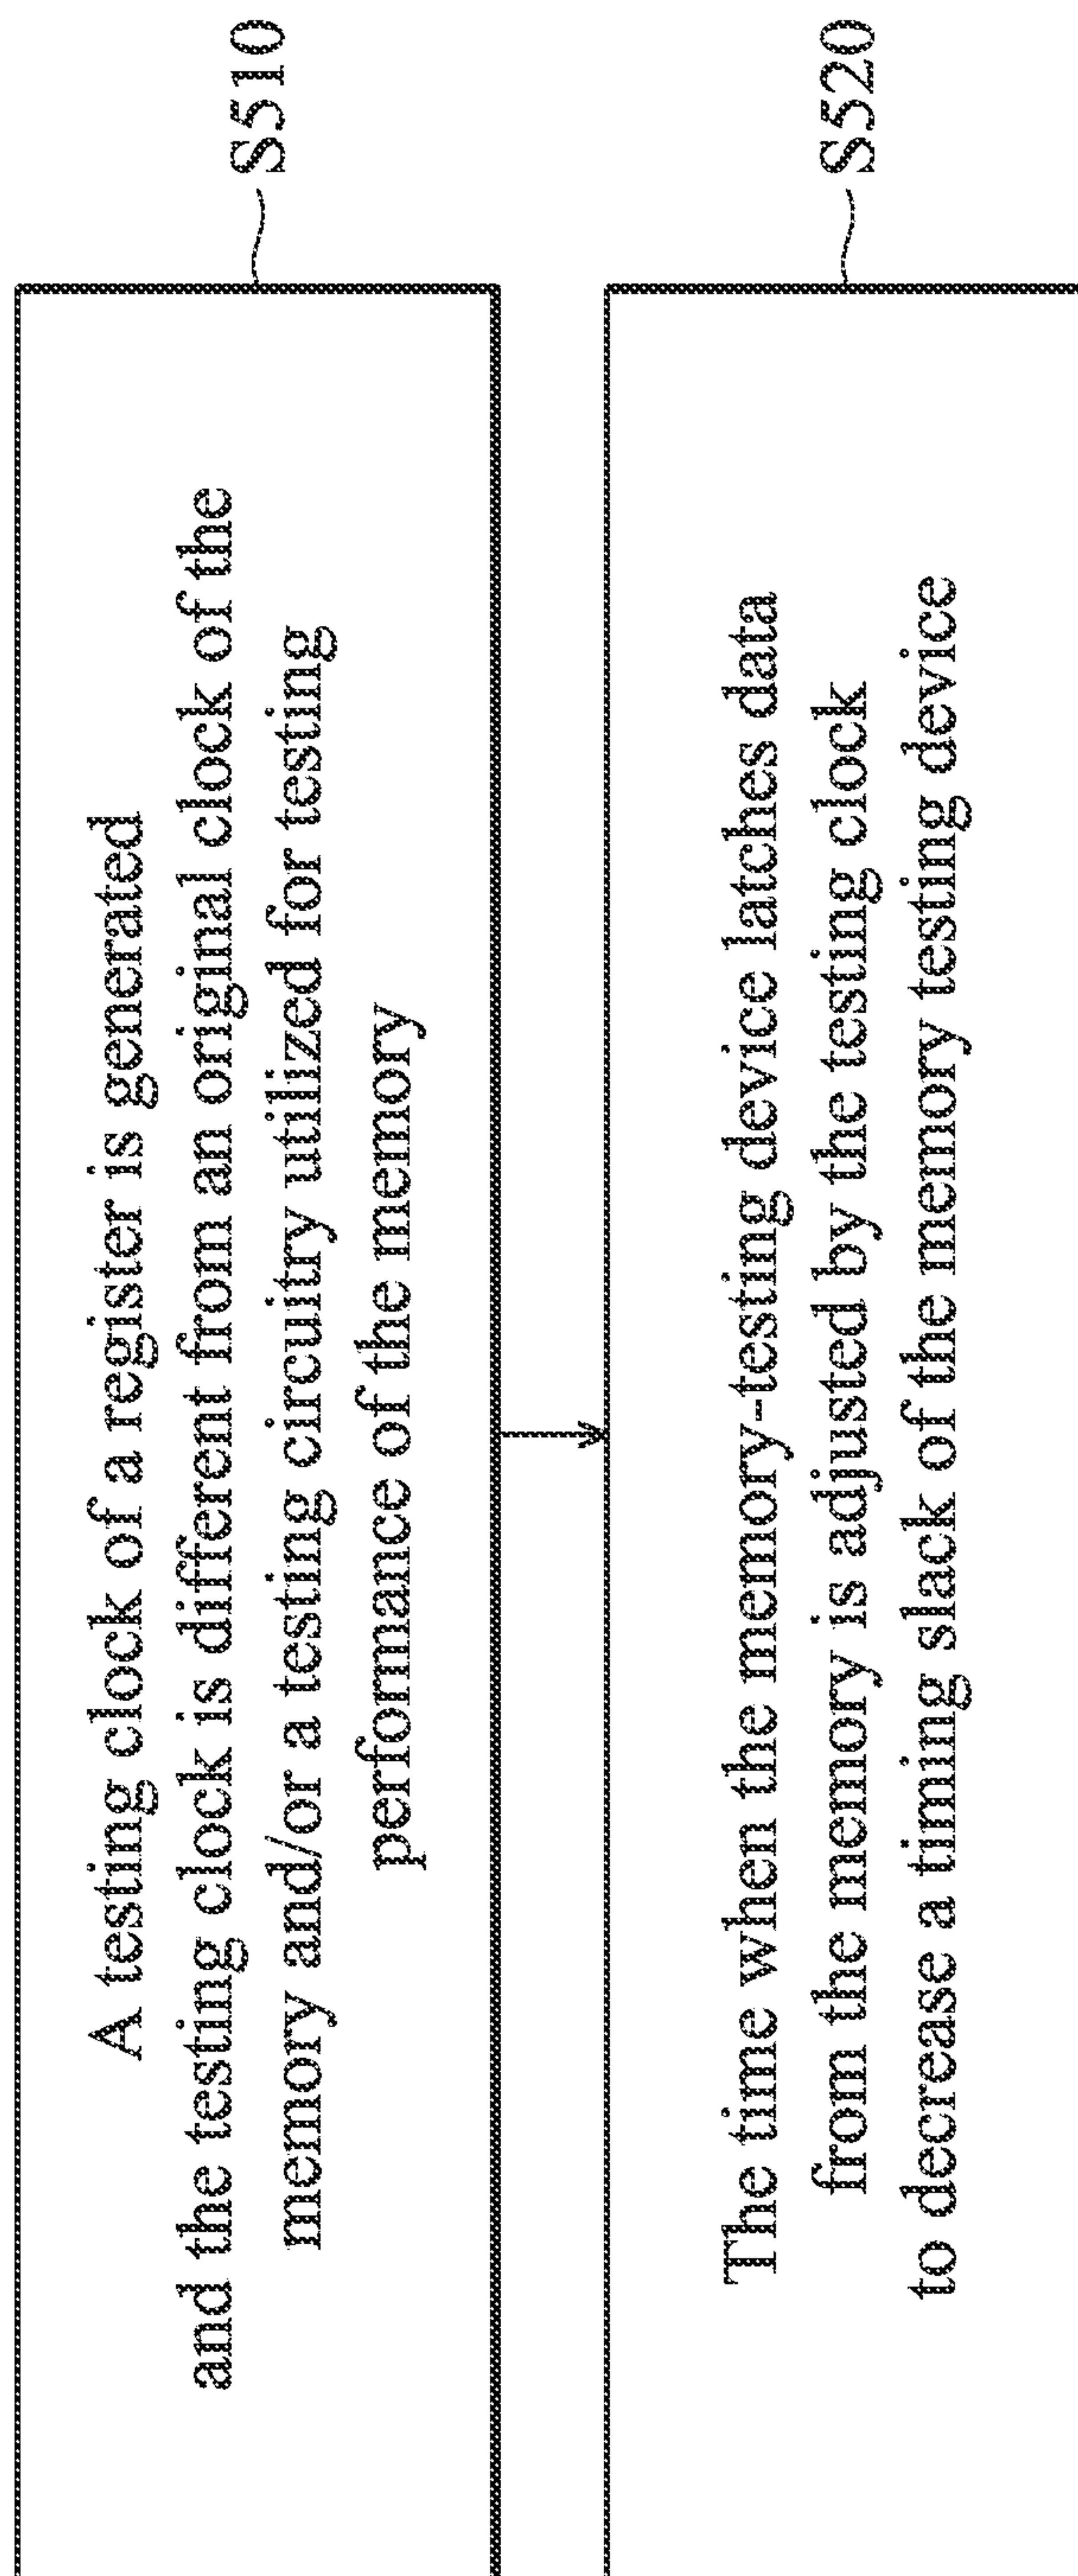 A testing clock of a register is generated
and the testing clock is different from an original clock of the
memory and/or a testing circuitry utilized for testing
performance of the memory
S510
The time when the memory-testing device latches data
from the memory is adjusted by the testing clock
to decrease a timing slack of the memory testing device
S520